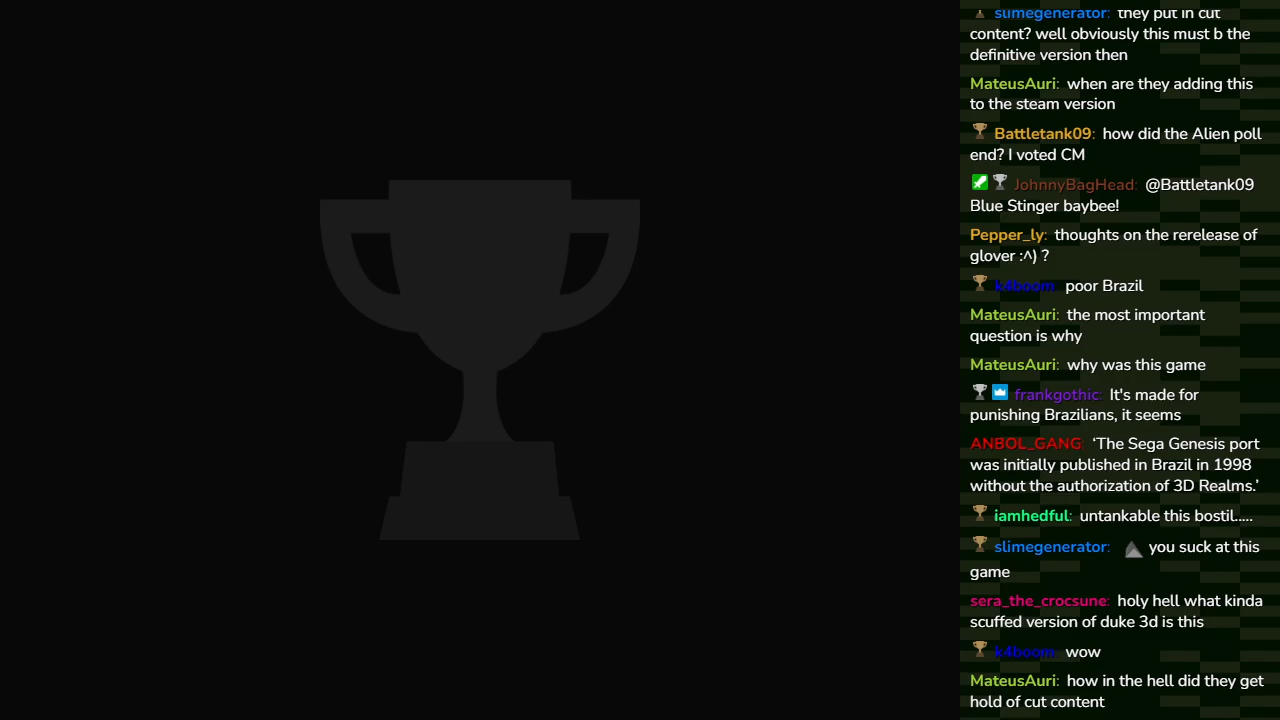 slimegenerator: they put in cut
content? well obviously this must b the
definitive version then
MateusAuri: when are they adding this
to the steam version
Battletank09: how did the Alien poll
end? I voted CM
JohnnyBagHead: @Battletank09
Blue Stinger baybee!
Pepper_ly: thoughts on the rerelease of
glover :^) ?
k4boom: poor Brazil
MateusAuri: the most important
question is why
MateusAuri: why was this game
frankgothic: It's made for
punishing Brazilians, it seems
ANBOL_GANG: ‘The Sega Genesis port
was initially published in Brazil in 1998
without the authorization of 3D Realms.’
iamhedful: untankable this bostil.....
slimegenerator: you suck at this
game
sera_the_crocsune: holy hell what kinda
scuffed version of duke 3d is this
k4boom: wow
MateusAuri: how in the hell did they get
hold of cut content